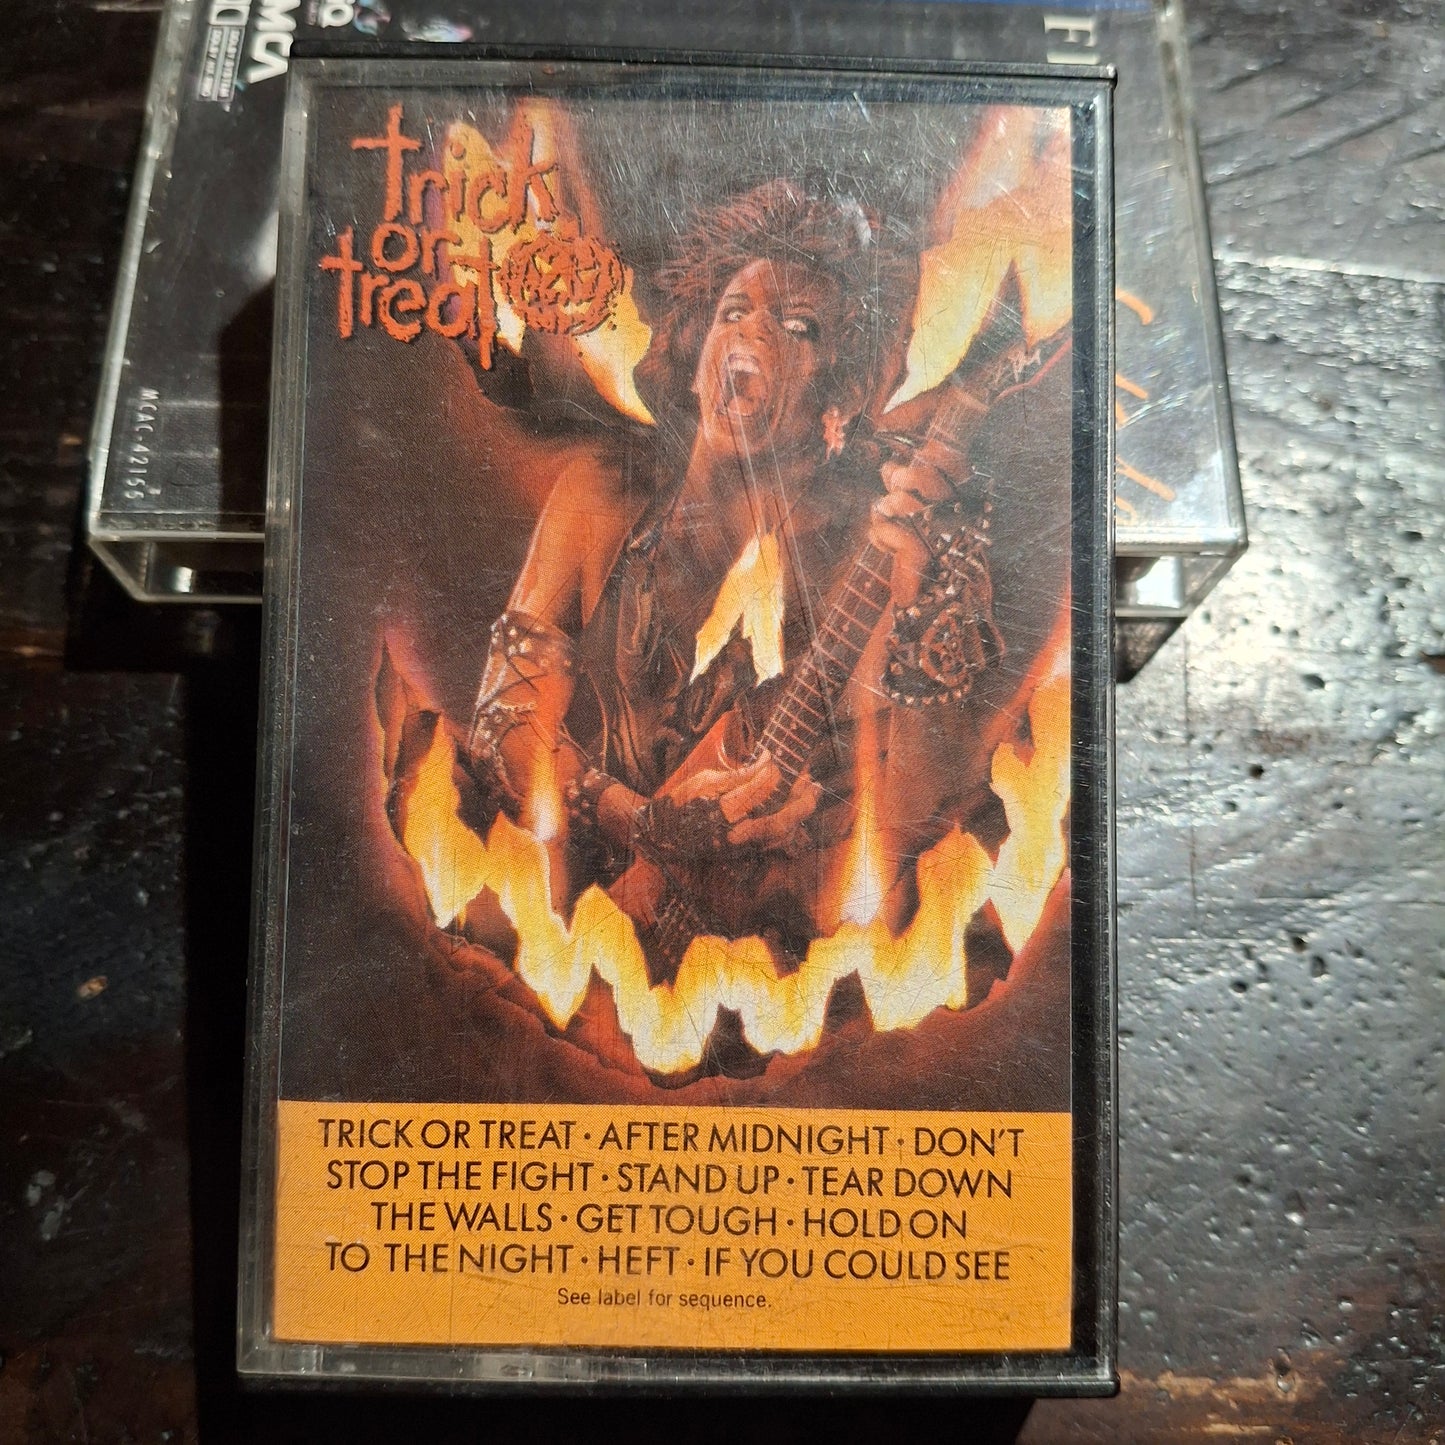 trick
or
treat
TRICK OR TREAT · AFTER MIDNIGHT · DON'T
STOP THE FIGHT · STAND UP · TEAR DOWN
THE WALLS · GET TOUGH · HOLD ON
TO THE NIGHT · HEFT · IF YOU COULD SEE
See label for sequence.
MCAC-42155
MCA